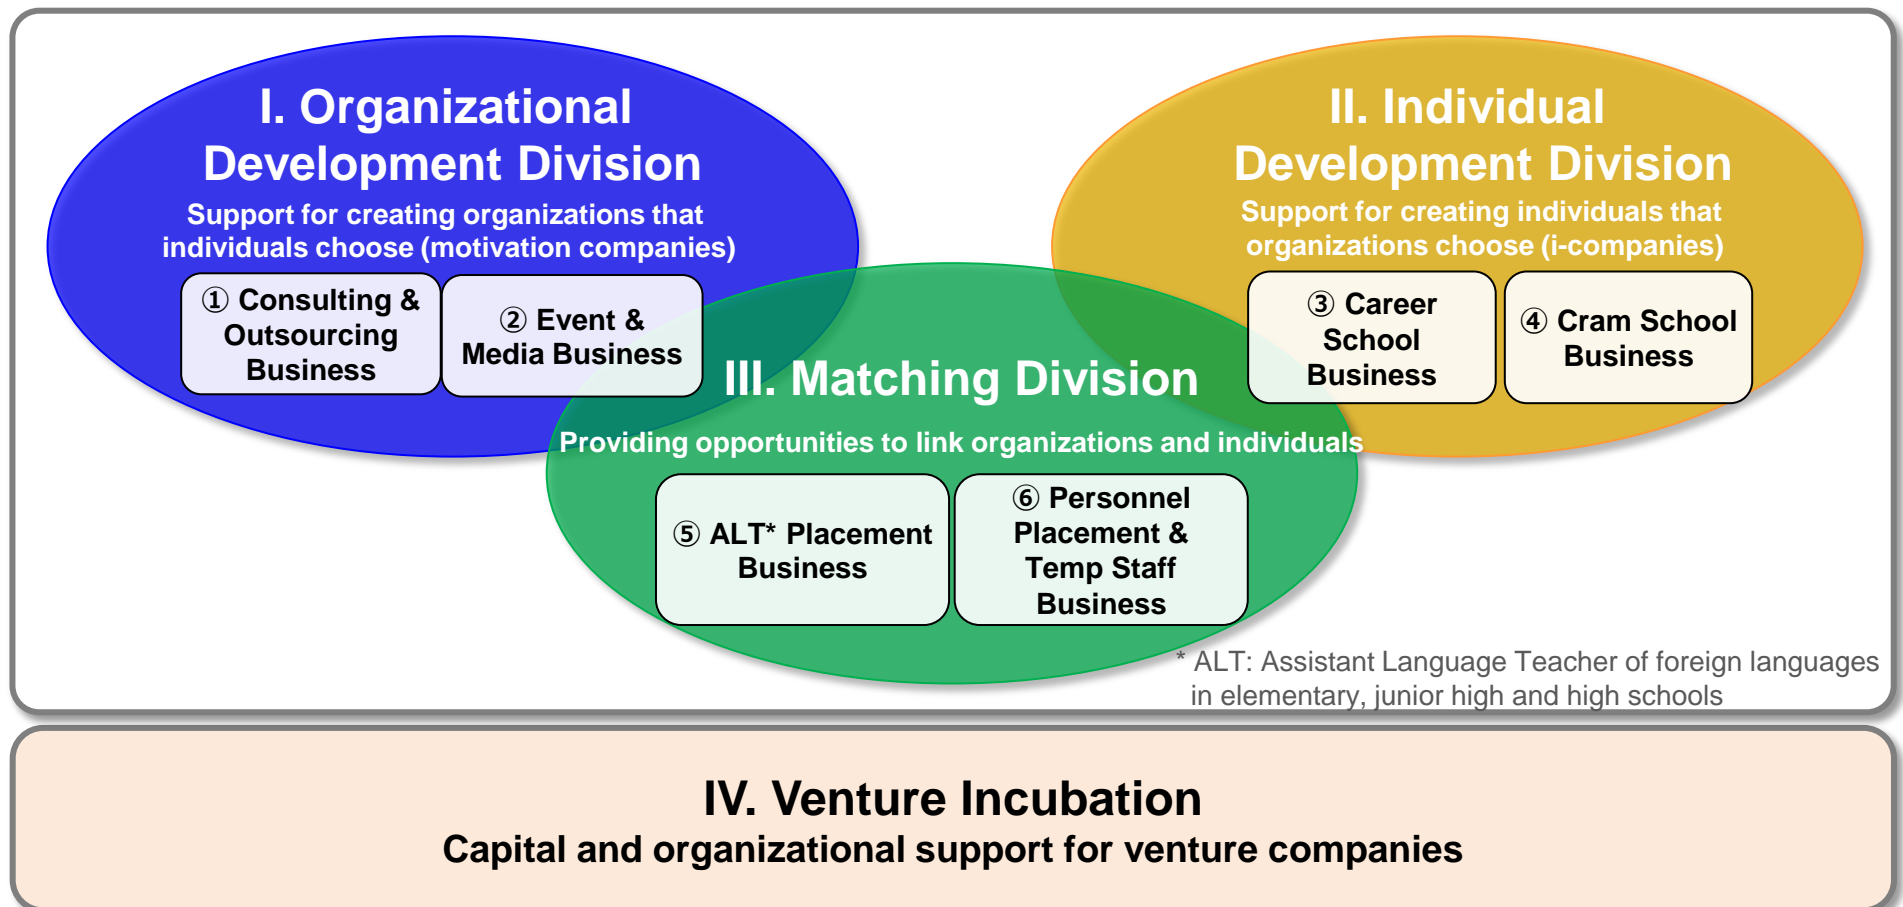 I. Organizational
Development Division
Support for creating organizations that
individuals choose (motivation companies)
① Consulting &
Outsourcing
Business
② Event &
Media Business
II. Individual
Development Division
Support for creating individuals that
organizations choose (i-companies)
③ Career
School
Business
④ Cram School
Business
III. Matching Division
Providing opportunities to link organizations and individuals
⑤ ALT* Placement
Business
⑥ Personnel
Placement &
Temp Staff
Business
* ALT: Assistant Language Teacher of foreign languages
in elementary, junior high and high schools
IV. Venture Incubation
Capital and organizational support for venture companies